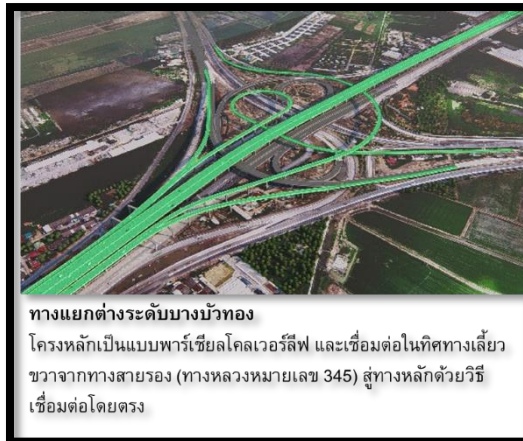 ทางแยกต่างระดับบางบัวทอง
โครงหลักเป็นแบบพาร์เชียลโคลเวอร์ลีฟ และเชื่อมต่อในทิศทางเลี้ยว
ขวาจากทางสายรอง (ทางหลวงหมายเลข 345) สู่ทางหลักด้วยวิธี
เชื่อมต่อโดยตรง